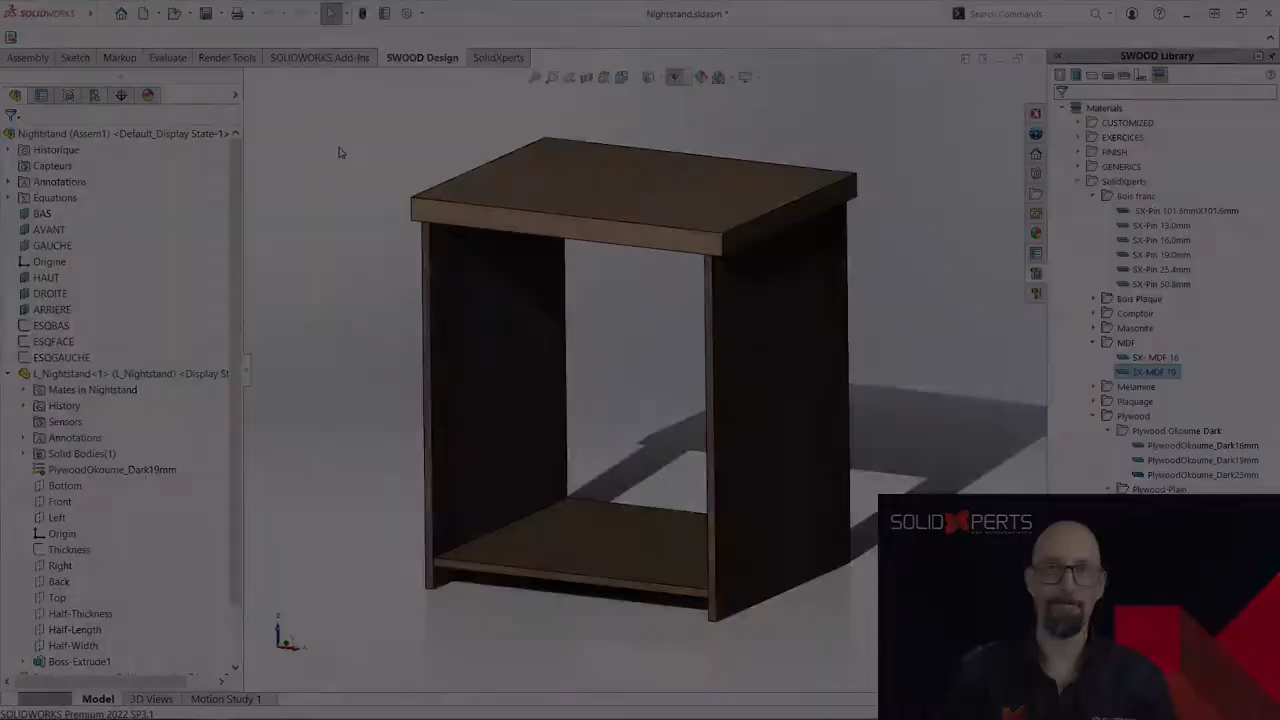 SOLIDWORKS
Nightstand.sldasm *
Search Commands
Assembly
Sketch
Markup
Evaluate
Render Tools
SOLIDWORKS Add-Ins
SWOOD Design
SolidXperts
Nightstand (Assem1) <Default_Display State-1>
Historique
Capteurs
Annotations
Equations
BAS
AVANT
GAUCHE
Origine
HAUT
DROITE
ARRIERE
ESQBAS
ESQFACE
ESQGAUCHE
L_Nightstand<1> (L_Nightstand) <Display St
Mates in Nightstand
History
Sensors
Annotations
Solid Bodies(1)
PlywoodOkoume_Dark19mm
Bottom
Front
Left
Origin
Thickness
Right
Back
Top
Half-Thickness
Half-Length
Half-Width
Boss-Extrude1
Model
3D Views
Motion Study 1
SOLIDWORKS Premium 2022 SP3.1
SWOOD Library
Materials
CUSTOMIZED
EXERCICES
FINISH
GENERICS
SolidXperts
Bois franc
SX-Pin 101.6mmX101.6mm
SX-Pin 13.0mm
SX-Pin 16.0mm
SX-Pin 19.0mm
SX-Pin 25.4mm
SX-Pin 50.8mm
Bois Plaque
Comptoir
Masonite
MDF
SX- MDF 16
SX-MDF 19
Melamine
Plaquage
Plywood
Plywood Okoume Dark
PlywoodOkoume_Dark16mm
PlywoodOkoume_Dark19mm
PlywoodOkoume_Dark25mm
Plywood-Plain
SOLIDXPERTS